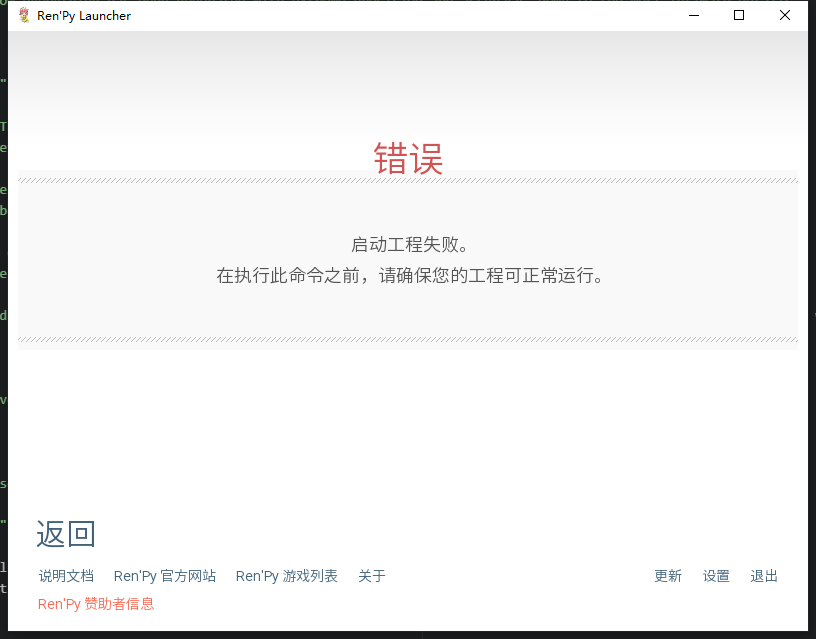 Ren'Py Launcher
错误
启动工程失败。
在执行此命令之前，请确保您的工程可正常运行。
返回
说明文档 Ren'Py 官方网站 Ren'Py 游戏列表 关于 更新 设置 退出
Ren'Py 赞助者信息